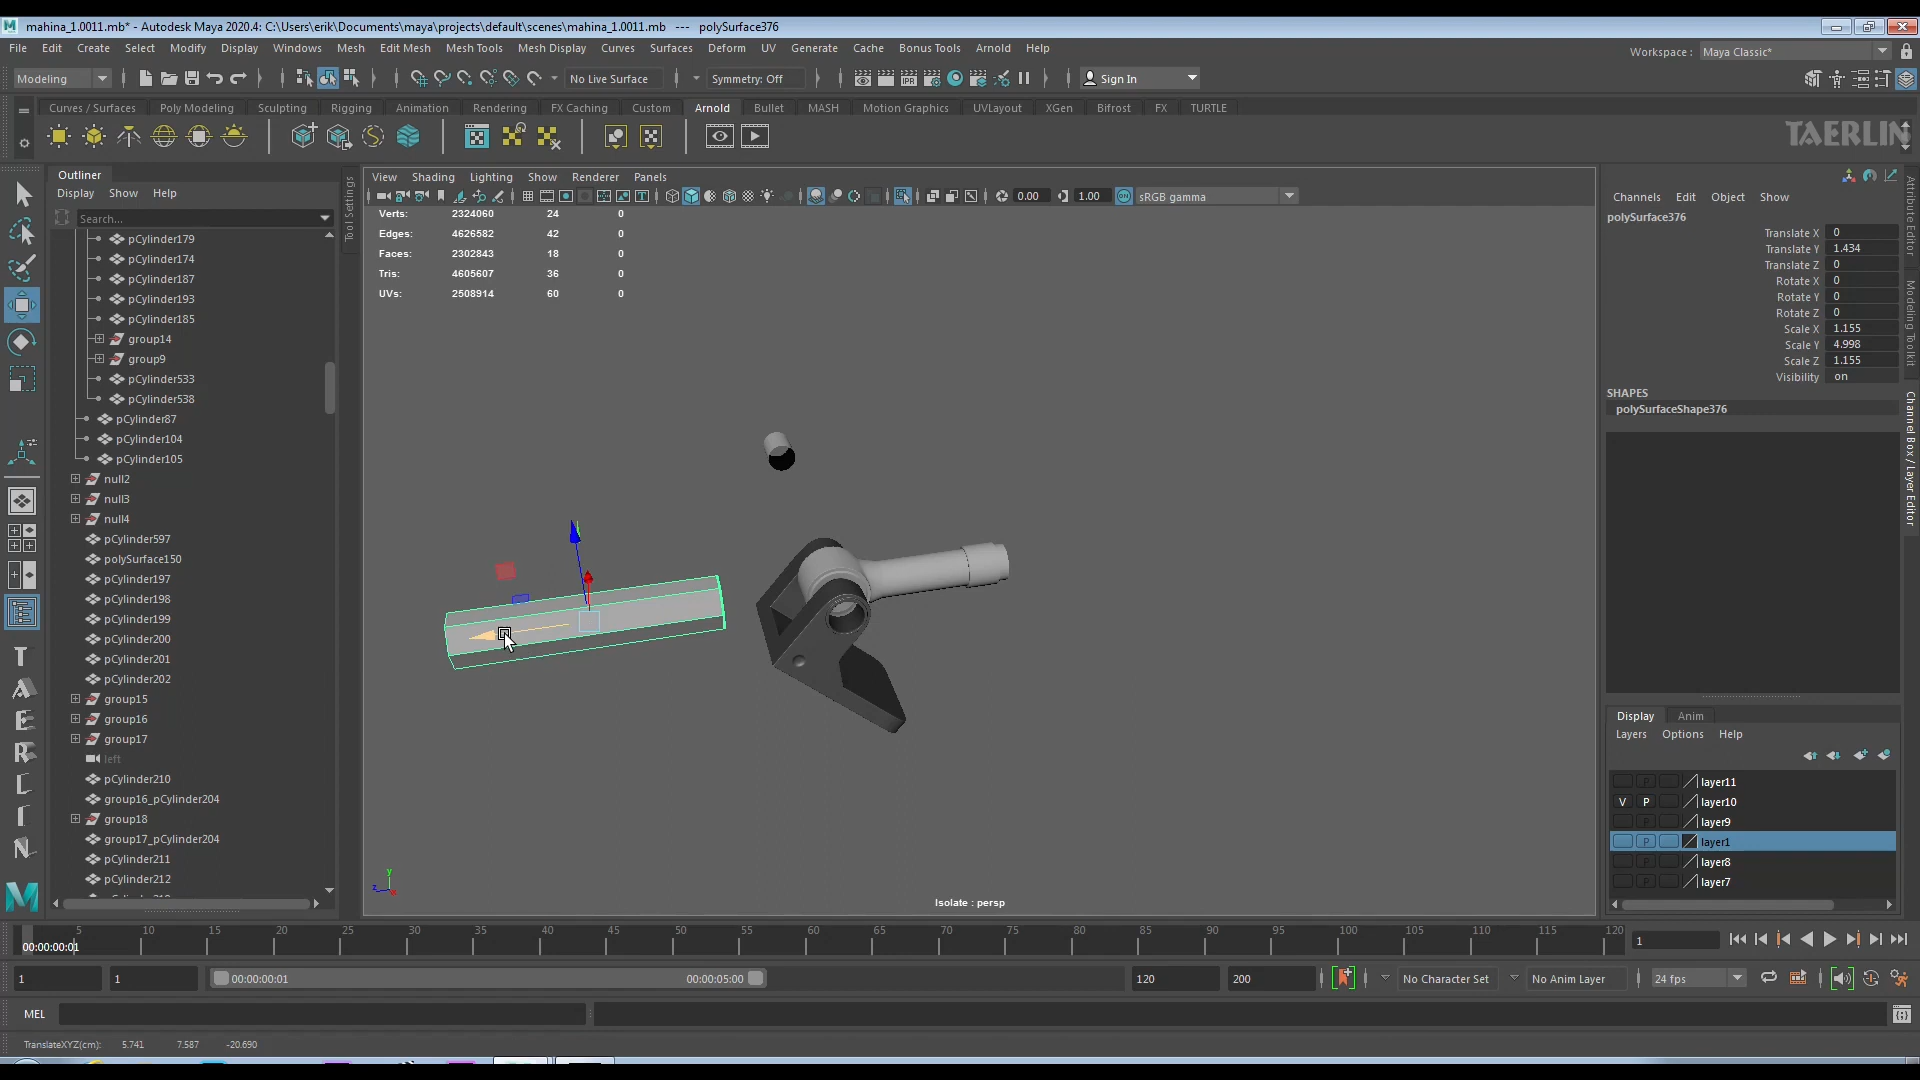 mahina_1.0011.mb* - Autodesk Maya 2020.4: C:\Users\erik\Documents\maya\projects\default\scenes\mahina_1.0011.mb   ---   polySurface376
File Edit Create Select Modify Display Windows Mesh Edit Mesh Mesh Tools Mesh Display Curves Surfaces Deform UV Generate Cache Bonus Tools Arnold Help
Workspace : Maya Classic*
Modeling
No Live Surface
Symmetry: Off
IPR
Sign In
Curves / Surfaces Poly Modeling Sculpting Rigging Animation Rendering FX Caching Custom Arnold Bullet MASH Motion Graphics UVLayout XGen Bifrost FX TURTLE
TAERLIN
Outliner
Display Show Help
Search...
pCylinder179
pCylinder174
pCylinder187
pCylinder193
pCylinder185
group14
group9
pCylinder533
pCylinder538
pCylinder87
pCylinder104
pCylinder105
null2
null3
null4
pCylinder597
polySurface150
pCylinder197
pCylinder198
pCylinder199
pCylinder200
pCylinder201
pCylinder202
group15
group16
group17
left
pCylinder210
group16_pCylinder204
group18
group17_pCylinder204
pCylinder211
pCylinder212
Tool Settings
View Shading Lighting Show Renderer Panels
0.00 1.00 sRGB gamma
Verts: 2324060 24 0
Edges: 4626582 42 0
Faces: 2302843 18 0
Tris: 4605607 36 0
UVs: 2508914 60 0
y
z
x
Isolate : persp
Channels Edit Object Show
polySurface376
Translate X 0
Translate Y 1.434
Translate Z 0
Rotate X 0
Rotate Y 0
Rotate Z 0
Scale X 1.155
Scale Y 4.998
Scale Z 1.155
Visibility on
SHAPES
polySurfaceShape376
Attribute Editor
Modeling Toolkit
Channel Box / Layer Editor
Display Anim
Layers Options Help
P layer11
V P layer10
P layer9
P layer1
P layer8
P layer7
5 10 15 20 25 30 35 40 45 50 55 60 65 70 75 80 85 90 95 100 105 110 115 120
00:00:00:01
1
1 1 00:00:00:01 00:00:05:00 120 200 No Character Set No Anim Layer 24 fps
MEL
TranslateXYZ(cm): 5.741 7.587 -20.690